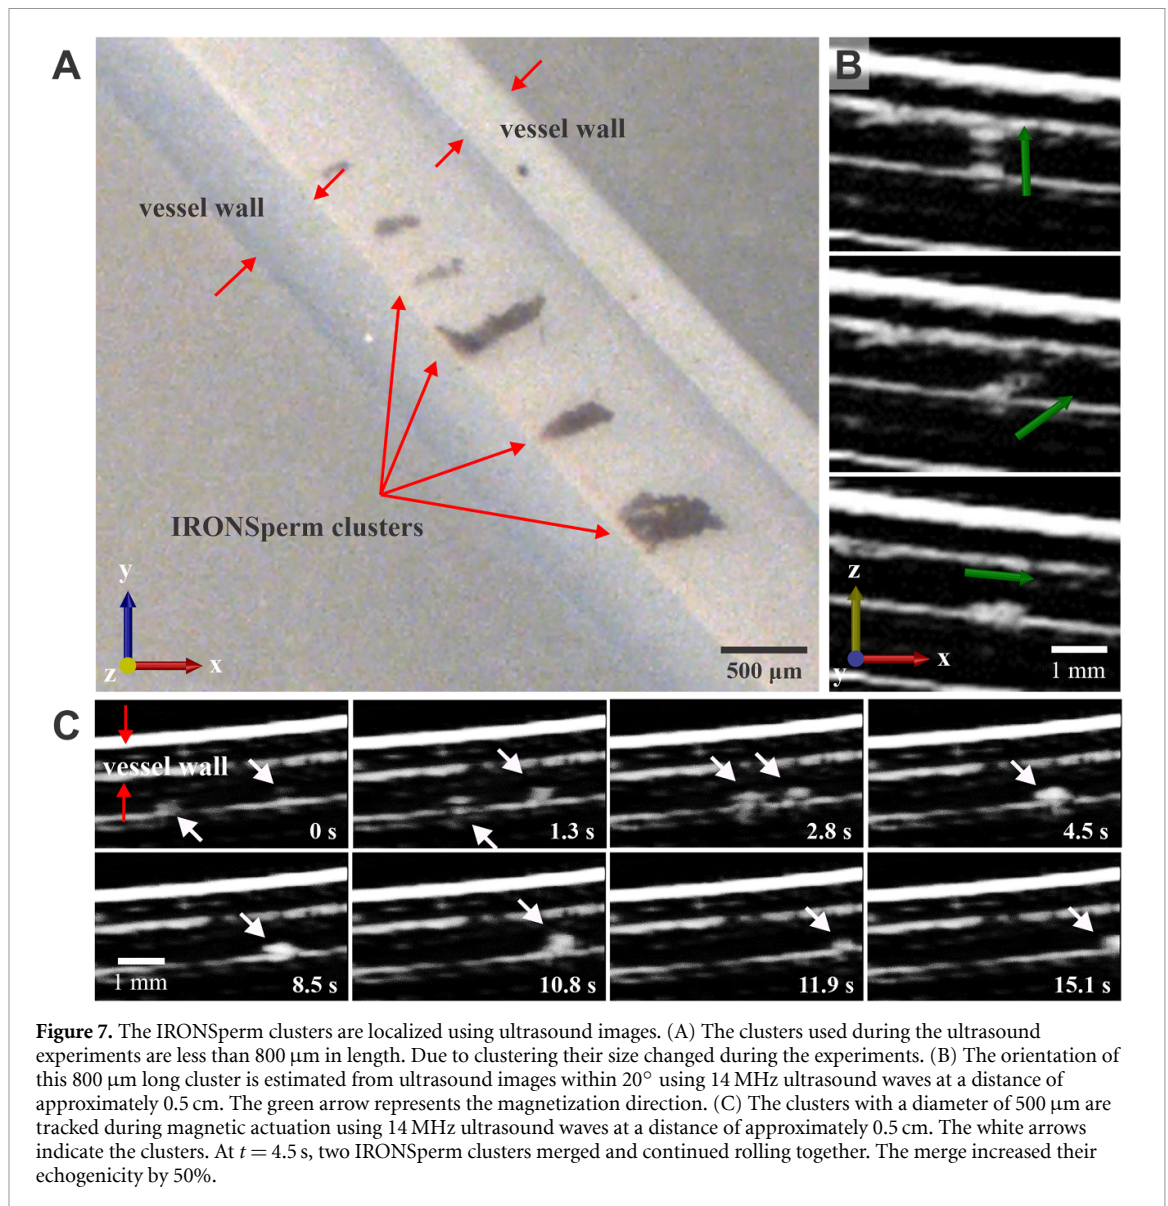 A
vessel wall
vessel wall
IRONSperm clusters
y
x
z
500 µm
B
z
x
y
1 mm
C
vessel wall
0 s
1.3 s
2.8 s
4.5 s
1 mm
8.5 s
10.8 s
11.9 s
15.1 s
Figure 7. The IRONSperm clusters are localized using ultrasound images. (A) The clusters used during the ultrasound
experiments are less than 800 µm in length. Due to clustering their size changed during the experiments. (B) The orientation of
this 800 µm long cluster is estimated from ultrasound images within 20° using 14 MHz ultrasound waves at a distance of
approximately 0.5 cm. The green arrow represents the magnetization direction. (C) The clusters with a diameter of 500 µm are
tracked during magnetic actuation using 14 MHz ultrasound waves at a distance of approximately 0.5 cm. The white arrows
indicate the clusters. At t = 4.5 s, two IRONSperm clusters merged and continued rolling together. The merge increased their
echogenicity by 50%.